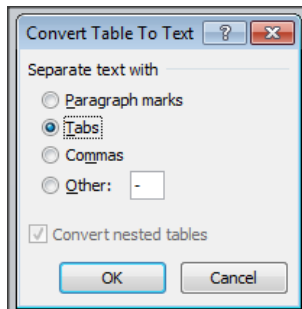 Convert Table To Text
Separate text with
Paragraph marks
Tabs
Commas
Other: -
Convert nested tables
OK Cancel